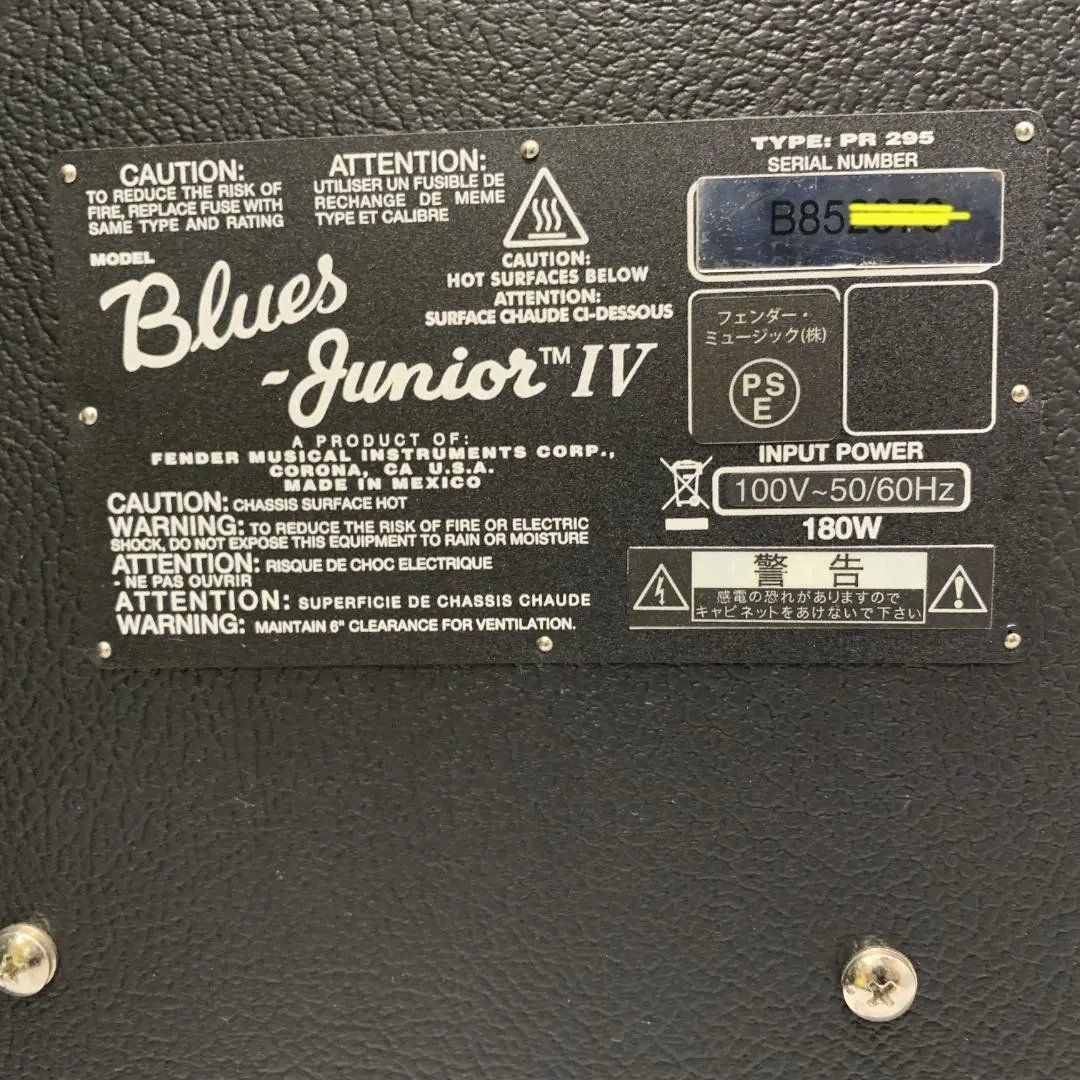 CAUTION:
TO REDUCE THE RISK OF
FIRE, REPLACE FUSE WITH
SAME TYPE AND RATING
ATTENTION:
UTILISER UN FUSIBLE DE
RECHANGE DE MEME
TYPE ET CALIBRE
CAUTION:
HOT SURFACES BELOW
ATTENTION:
SURFACE CHAUDE CI-DESSOUS
MODEL
Blues
Junior™ IV
A PRODUCT OF:
FENDER MUSICAL INSTRUMENTS CORP.,
CORONA, CA U.S.A.
MADE IN MEXICO
CAUTION: CHASSIS SURFACE HOT
WARNING: TO REDUCE THE RISK OF FIRE OR ELECTRIC
SHOCK, DO NOT EXPOSE THIS EQUIPMENT TO RAIN OR MOISTURE
ATTENTION: RISQUE DE CHOC ELECTRIQUE
- NE PAS OUVRIR
ATTENTION: SUPERFICIE DE CHASSIS CHAUDE
WARNING: MAINTAIN 6" CLEARANCE FOR VENTILATION.
TYPE: PR 295
SERIAL NUMBER
B85
フェンダー・
ミュージック(株)
PS
E
INPUT POWER
100V~50/60Hz
180W
警告
感電の恐れがありますので
キャビネットをあけないで下さい